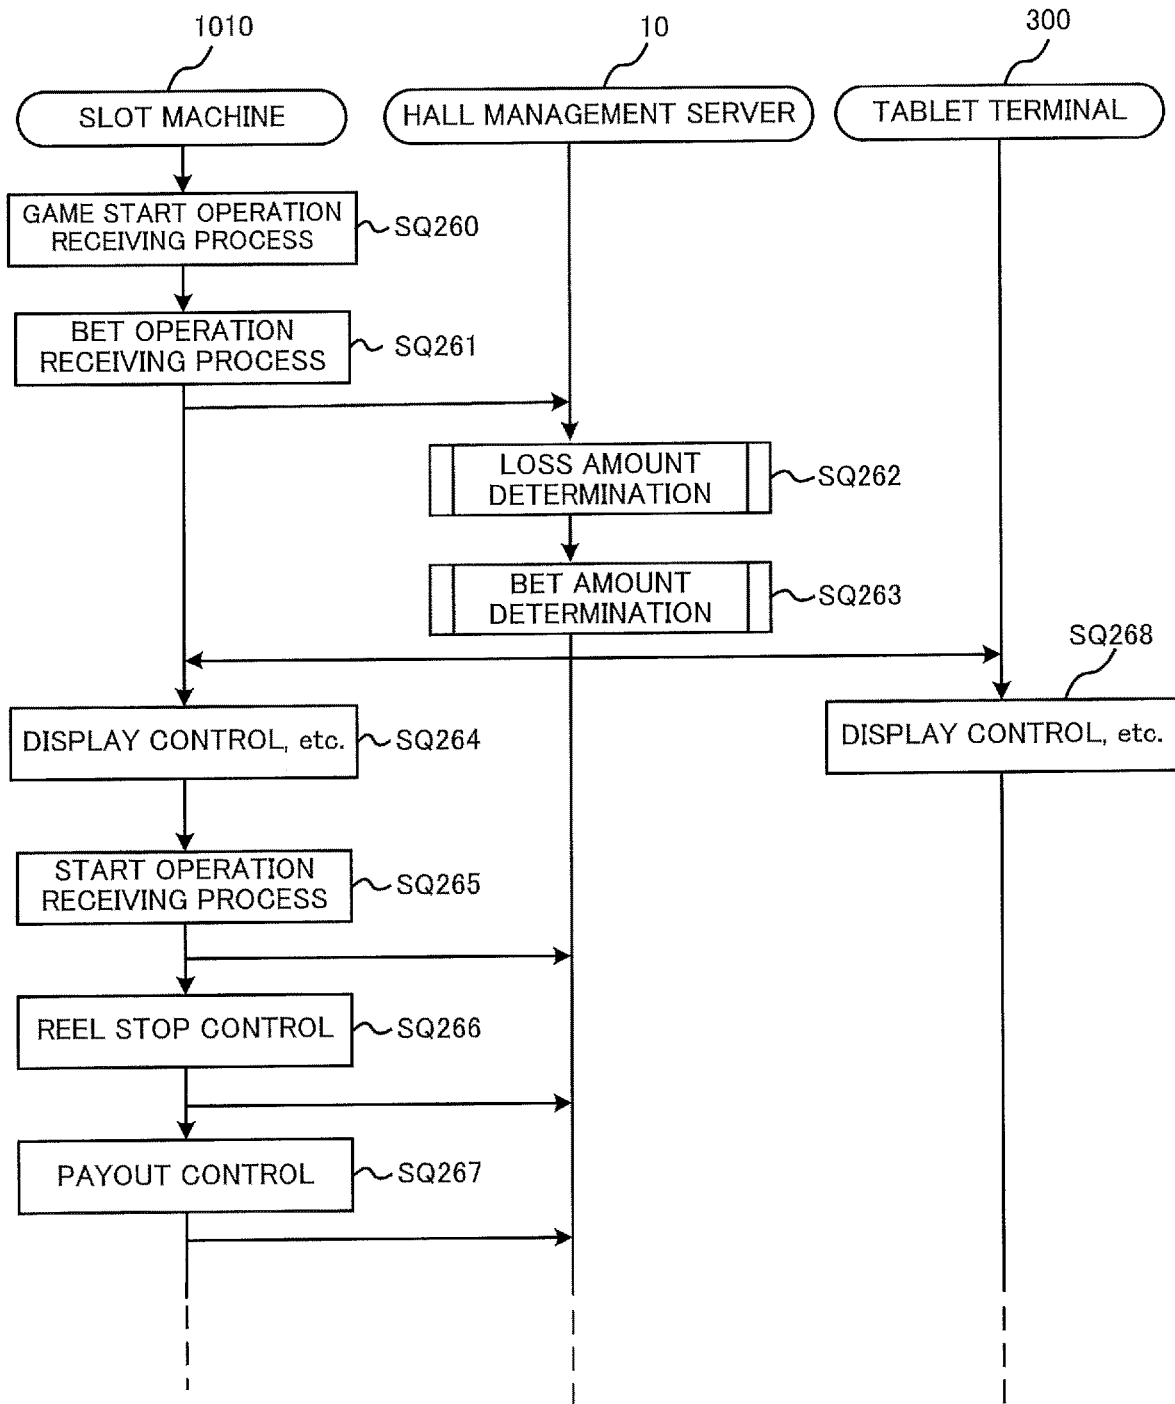 1010
10
300
SLOT MACHINE
HALL MANAGEMENT SERVER
TABLET TERMINAL
GAME START OPERATION
RECEIVING PROCESS
SQ260
BET OPERATION
RECEIVING PROCESS
SQ261
LOSS AMOUNT
DETERMINATION
SQ262
BET AMOUNT
DETERMINATION
SQ263
SQ268
DISPLAY CONTROL, etc.
SQ264
DISPLAY CONTROL, etc.
START OPERATION
RECEIVING PROCESS
SQ265
REEL STOP CONTROL
SQ266
PAYOUT CONTROL
SQ267